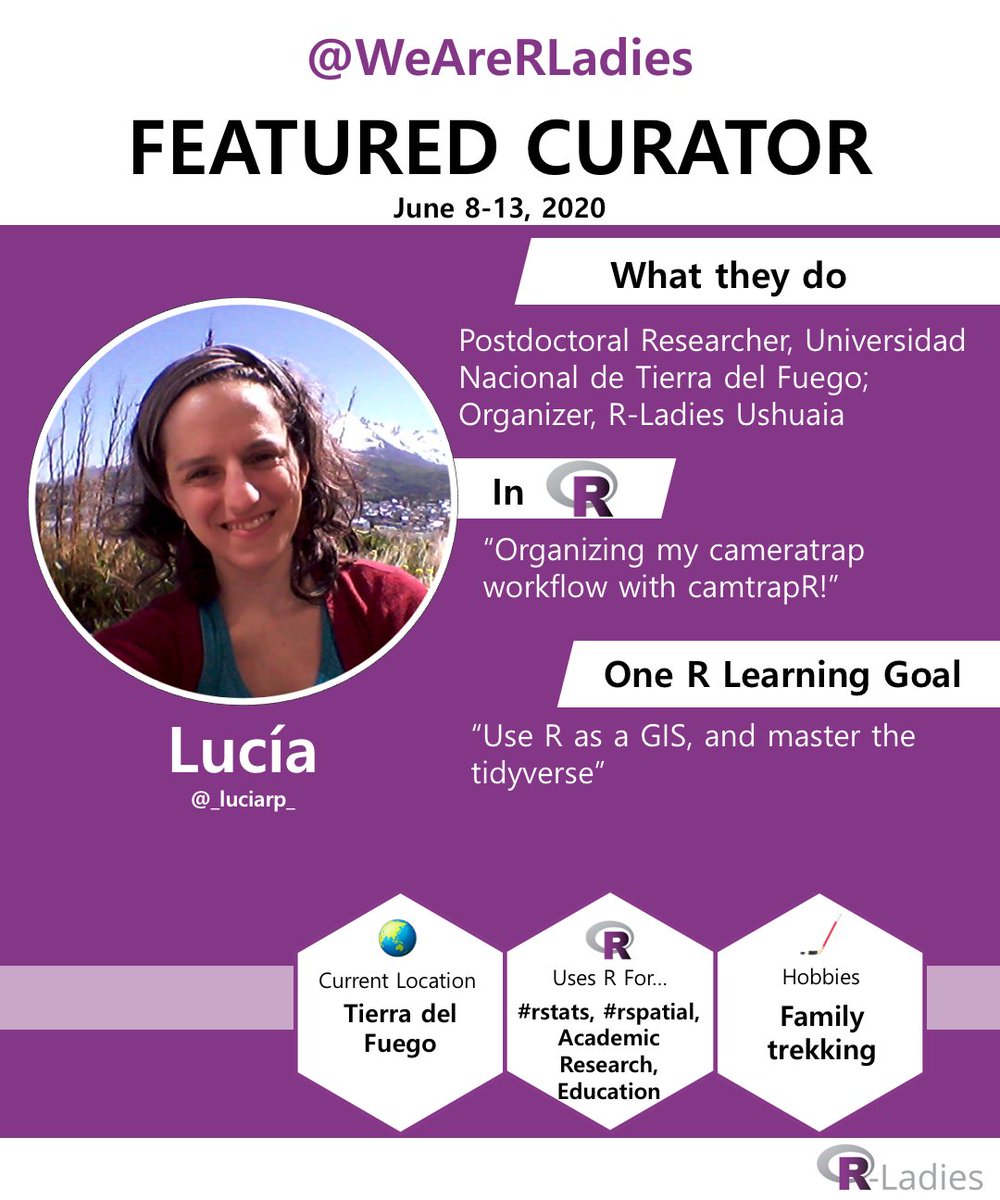 @WeAreRLadies
FEATURED CURATOR
June 8-13, 2020
What they do
Postdoctoral Researcher, Universidad
Nacional de Tierra del Fuego;
Organizer, R-Ladies Ushuaia
In R
“Organizing my cameratrap
workflow with camtrapR!”
One R Learning Goal
“Use R as a GIS, and master the
tidyverse”
Lucía
@_luciarp_
Current Location
Tierra del
Fuego
R
Uses R For...
#rstats, #rspatial,
Academic
Research,
Education
Hobbies
Family
trekking
R-Ladies